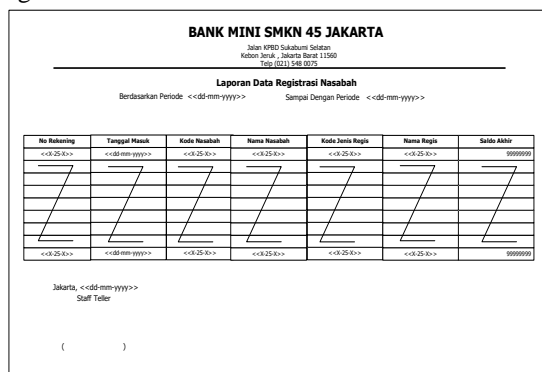 BANK MINI SMKN 45 JAKARTA
Jalan KPBD Sukabumi Selatan
Kebon Jeruk , Jakarta Barat 11560
Telp (021) 548 0075
Laporan Data Registrasi Nasabah
Berdasarkan Periode <<dd-mm-yyyy>> Sampai Dengan Periode <<dd-mm-yyyy>>
No Rekening Tanggal Masuk Kode Nasabah Nama Nasabah Kode Jenis Regis Nama Regis Saldo Akhir
<<X-25-X>> <<dd-mm-yyyy>> <<X-25-X>> <<X-25-X>> <<X-25-X>> <<X-25-X>> 99999999
<<X-25-X>> <<dd-mm-yyyy>> <<X-25-X>> <<X-25-X>> <<X-25-X>> <<X-25-X>> 99999999
Jakarta, <<dd-mm-yyyy>>
Staff Teller
( )